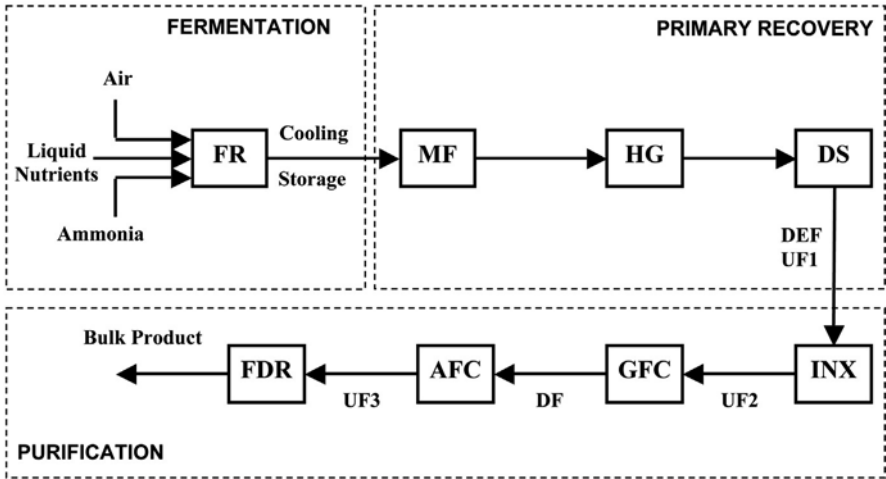 FERMENTATION
PRIMARY RECOVERY
Air
Liquid
Nutrients
Ammonia
FR
Cooling
Storage
MF
HG
DS
DEF
UF1
Bulk Product
FDR
UF3
AFC
DF
GFC
UF2
INX
PURIFICATION